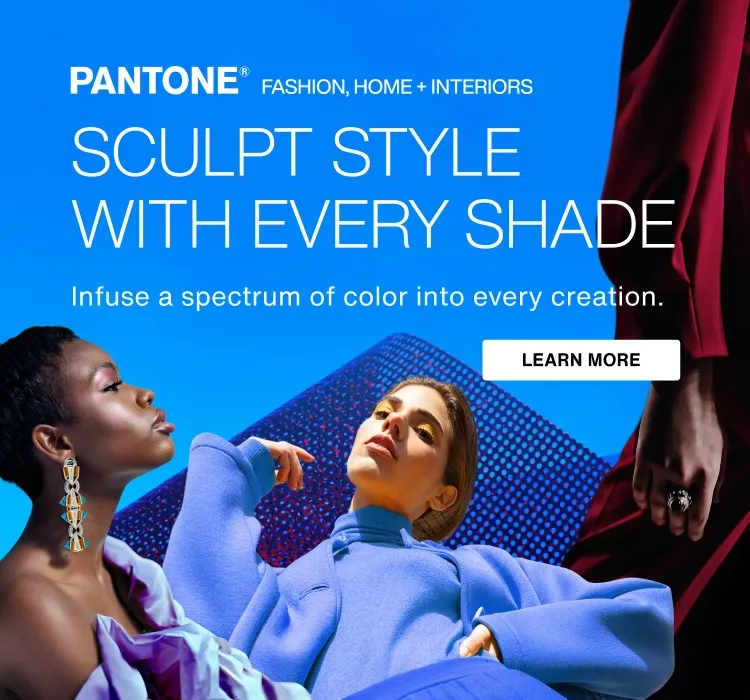 PANTONE® FASHION, HOME + INTERIORS
SCULPT STYLE
WITH EVERY SHADE
Infuse a spectrum of color into every creation.
LEARN MORE